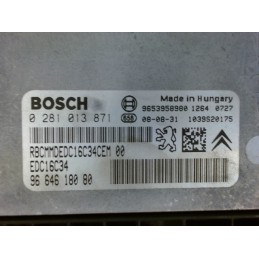 BOSCH
Made in Hungary
9653958980 1264 0727
0 281 013 871
06-08-31 1039S20175
RBCMMDEDC16C34CEM 00
EDC16C34
96 646 180 80